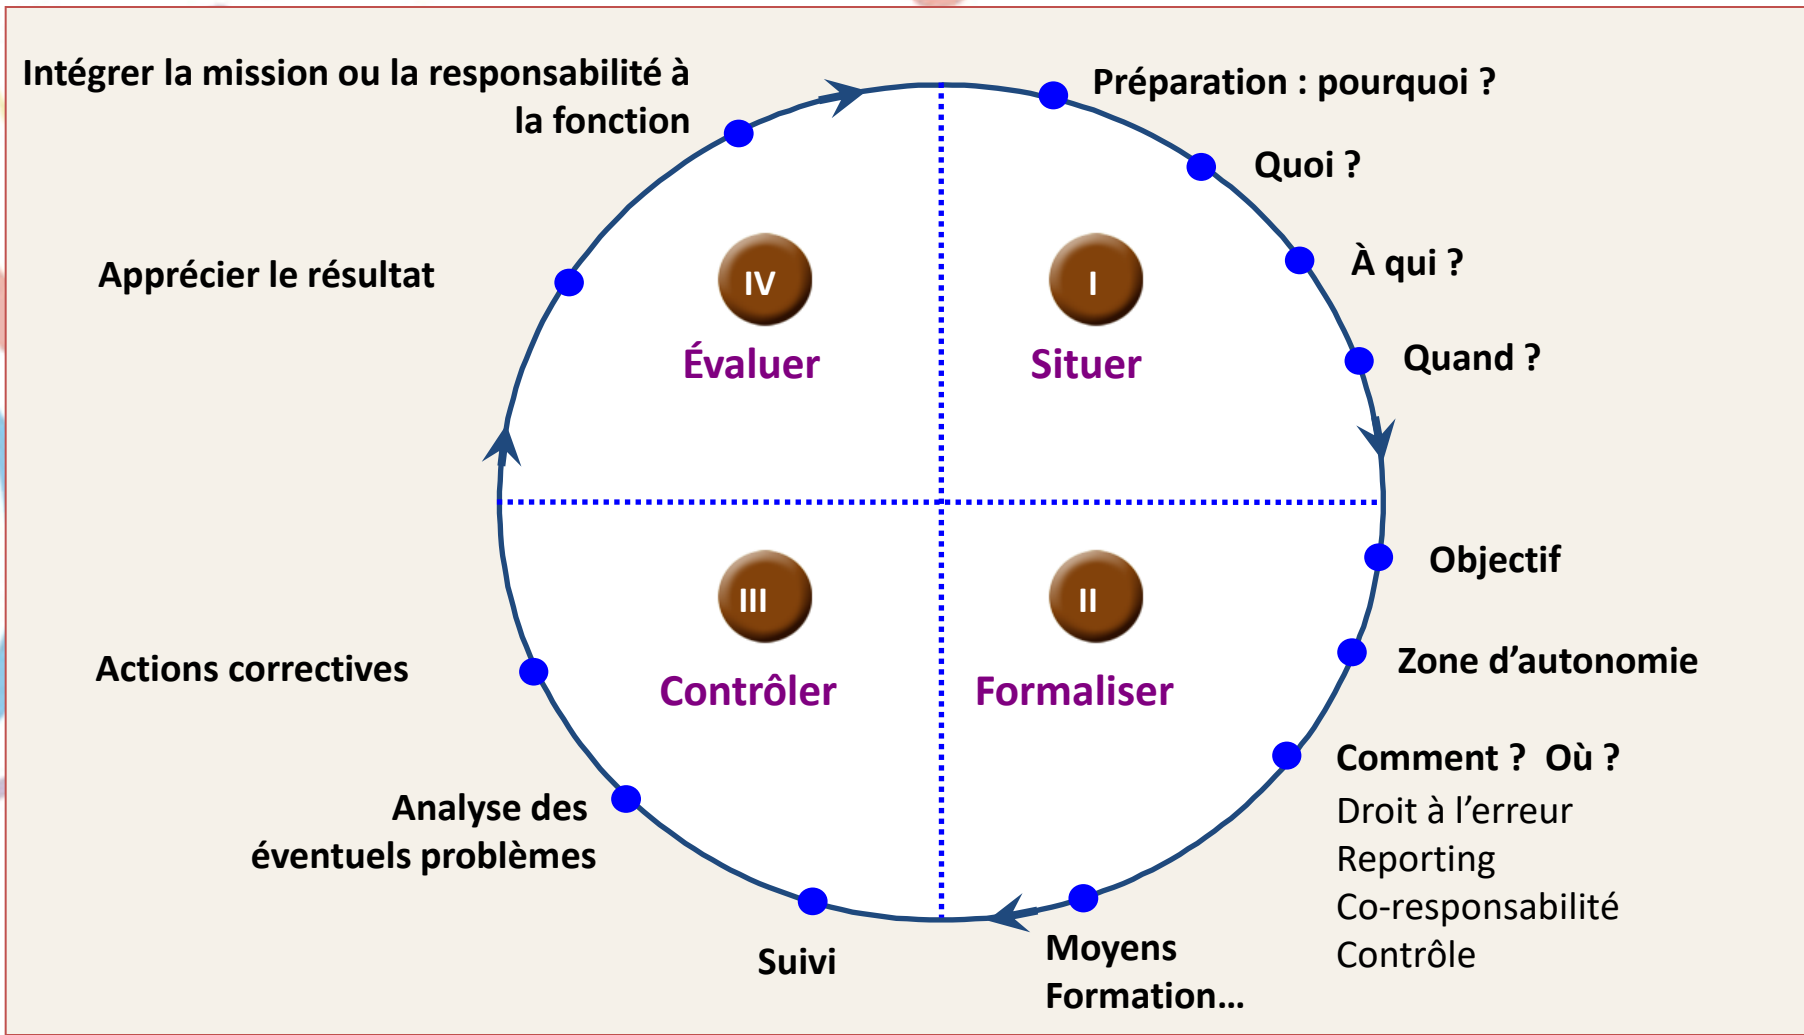 Intégrer la mission ou la responsabilité à
la fonction
Préparation : pourquoi ?
Quoi ?
À qui ?
Quand ?
Apprécier le résultat
IV
Évaluer
I
Situer
Objectif
Zone d’autonomie
Comment ?  Où ?
Droit à l’erreur
Reporting
Co-responsabilité
Contrôle
III
Contrôler
II
Formaliser
Actions correctives
Analyse des
éventuels problèmes
Suivi
Moyens
Formation…